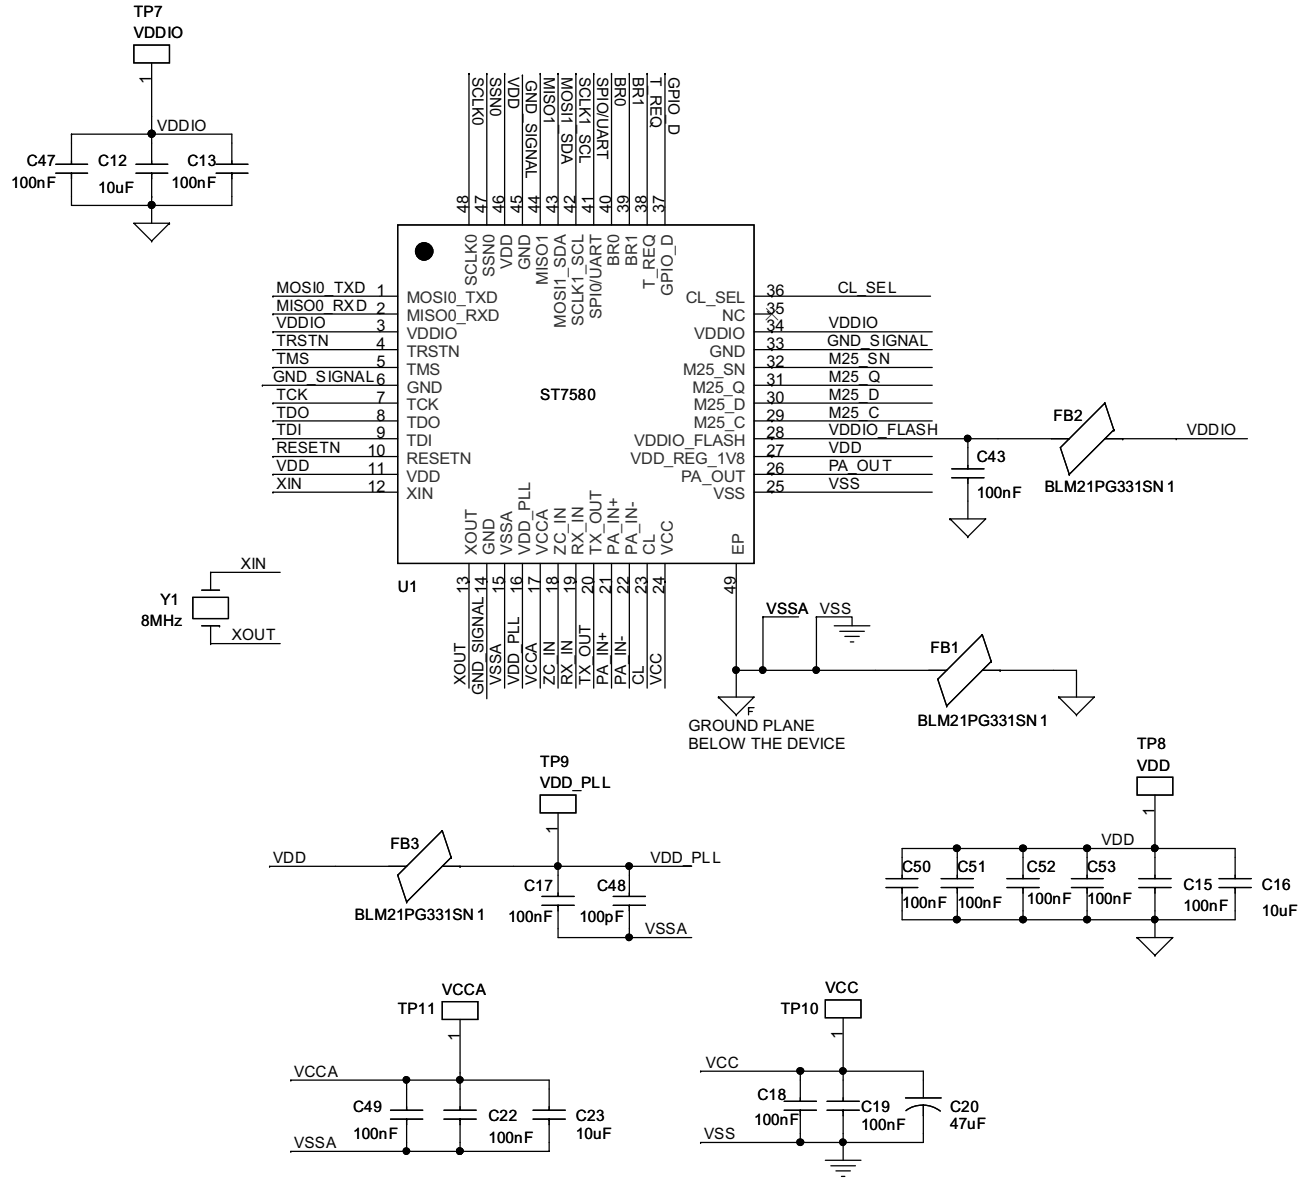 TP7
VDDIO
1
VDDIO
C47
100nF
C12
10uF
C13
100nF
SCLK0
SSN0
VDD
GND_SIGNAL
MISO1
MOSI1_SDA
SCLK1_SCL
SPIO/UART
BR0
BR1
T_REQ
GPIO_D
48
47
46
45
44
43
42
41
40
39
38
37
SCLK0
SSN0
VDD
GND
MISO1
MOSI1_SDA
SCLK1_SCL
SPI0/UART
BR0
BR1
T_REQ
GPIO_D
MOSI0_TXD 1 MOSI0_TXD
MISO0_RXD 2 MISO0_RXD
VDDIO 3 VDDIO
TRSTN 4 TRSTN
TMS 5 TMS
GND_SIGNAL 6 GND
TCK 7 TCK
TDO 8 TDO
TDI 9 TDI
RESETN 10 RESETN
VDD 11 VDD
XIN 12 XIN
ST7580
CL_SEL 36 CL_SEL
NC 35
VDDIO 34 VDDIO
GND 33 GND_SIGNAL
M25_SN 32 M25_SN
M25_Q 31 M25_Q
M25_D 30 M25_D
M25_C 29 M25_C
VDDIO_FLASH 28 VDDIO_FLASH
VDD_REG_1V8 27 VDD
PA_OUT 26 PA_OUT
VSS 25 VSS
FB2
VDDIO
BLM21PG331SN1
C43
100nF
XOUT
GND
VSSA
VDD_PLL
VCCA
ZC_IN
RX_IN
TX_OUT
PA_IN+
PA_IN-
CL
VCC
EP
U1
13
14
15
16
17
18
19
20
21
22
23
24
49
XOUT
GND_SIGNAL
VSSA
VDD_PLL
VCCA
ZC_IN
RX_IN
TX_OUT
PA_IN+
PA_IN-
CL
VCC
XIN
Y1
8MHz
XOUT
VSSA
VSS
FB1
BLM21PG331SN1
F
GROUND PLANE
BELOW THE DEVICE
TP9
VDD_PLL
1
VDD
FB3
BLM21PG331SN1
VDD_PLL
C17
100nF
C48
100pF
VSSA
TP8
VDD
1
VDD
C50
100nF
C51
100nF
C52
100nF
C53
100nF
C15
100nF
C16
10uF
VCCA
TP11
1
VCCA
C49
100nF
C22
100nF
C23
10uF
VSSA
VCC
TP10
1
VCC
C18
100nF
C19
100nF
C20
47uF
VSS